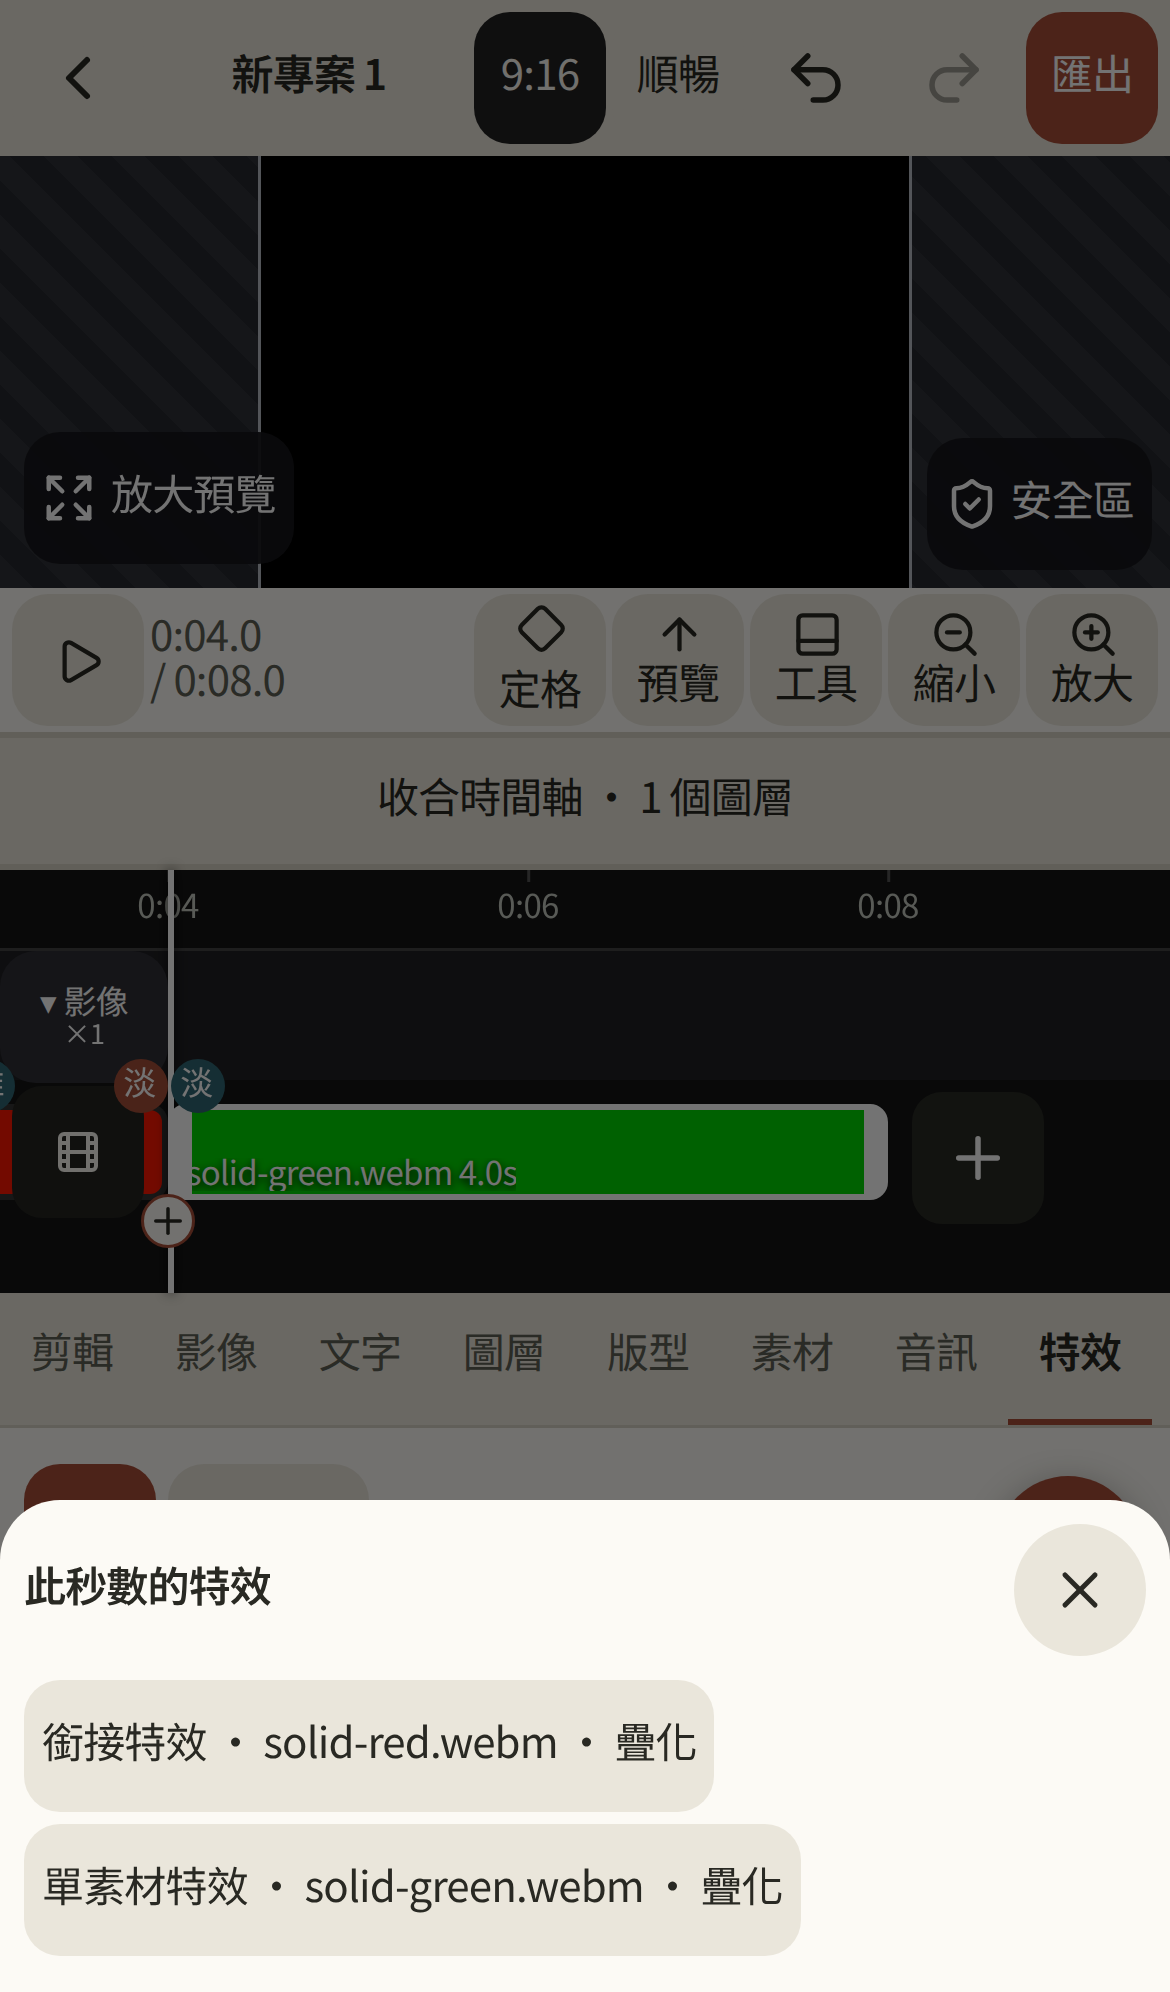 新專案 1
9:16
順暢
匯出
放大預覽
安全區
0:04.0
/ 0:08.0
定格
預覽
工具
縮小
放大
收合時間軸 · 1 個圖層
0:04
0:06
0:08
▾ 影像
×1
淡
淡
solid-green.webm 4.0s
剪輯
影像
文字
圖層
版型
素材
音訊
特效
此秒數的特效
銜接特效 · solid-red.webm · 疊化
單素材特效 · solid-green.webm · 疊化